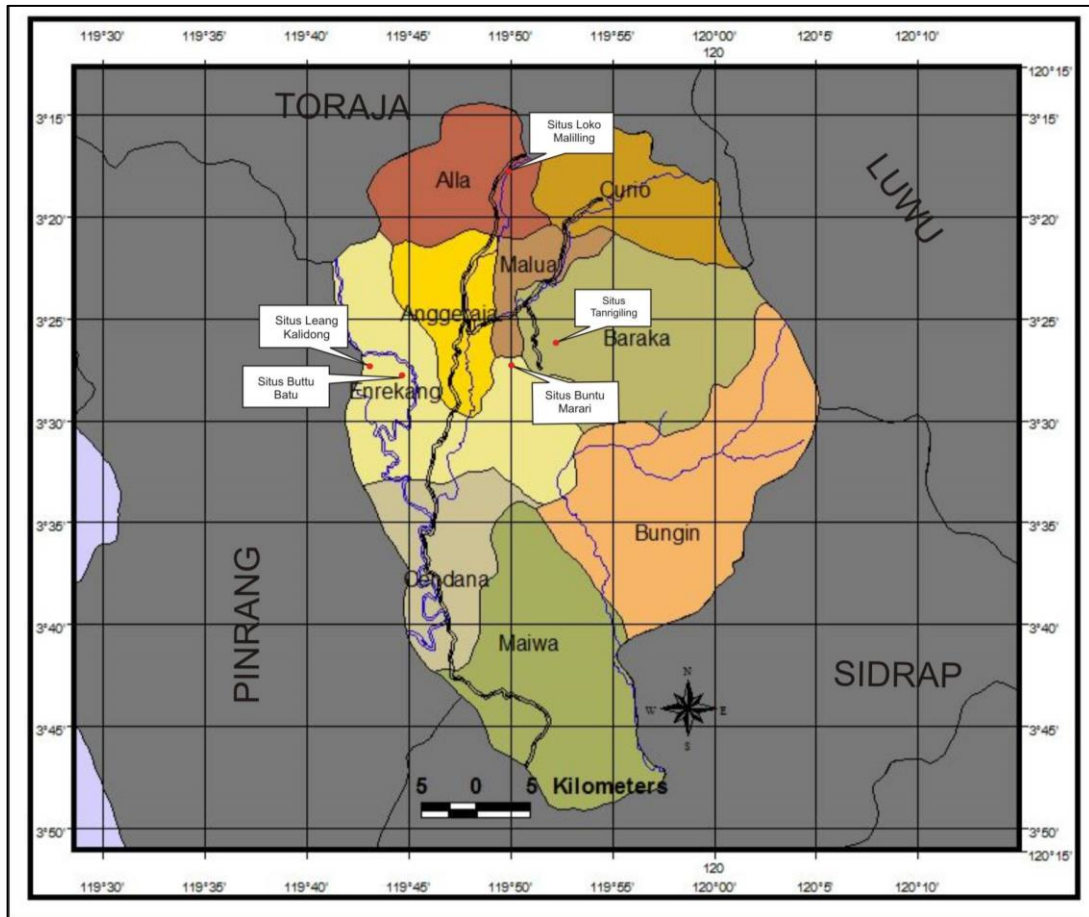 119°30' 119°35' 119°40' 119°45' 119°50' 119°55' 120°00' 120°5' 120°10'
120
120°15' 120°15'
3°15' 3°15'
TORAJA
Situs Loko
Malilling
Alla
Curio
LUWU
3°20' 3°20'
Malua
Situs Leang
Kalidong
Anggeraja
Situs
Tanrigiling
3°25' 3°25'
Baraka
Situs Buttu
Batu
Enrekang
Situs Buntu
Marari
3°30' 3°30'
3°35' 3°35'
Bungin
PINRANG
Cendana
3°40' 3°40'
Maiwa
SIDRAP
N
W E
S
3°45' 3°45'
5 0 5 Kilometers
3°50' 3°50'
120°15'
119°30' 119°35' 119°40' 119°45' 119°50' 119°55' 120°00' 120°5' 120°10'
120